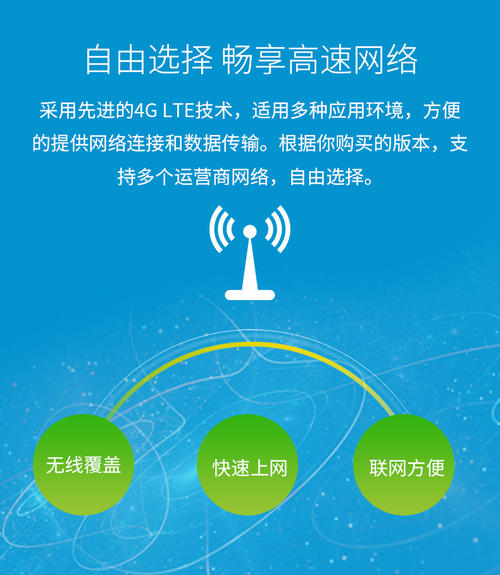 自由选择 畅享高速网络
采用先进的4G LTE技术，适用多种应用环境，方便
的提供网络连接和数据传输。根据你购买的版本，支
持多个运营商网络，自由选择。
无线覆盖
快速上网
联网方便